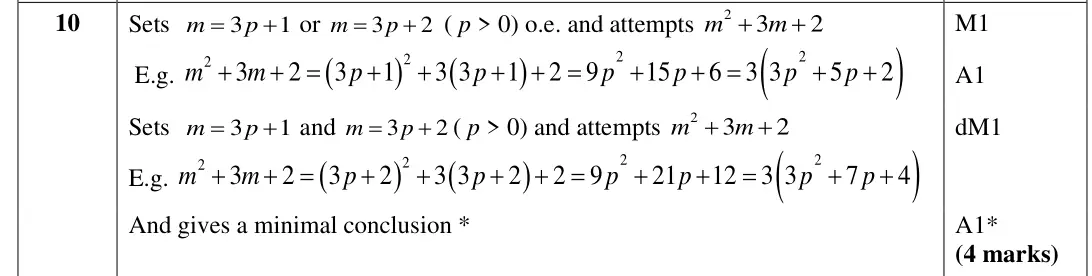 10 Sets m = 3p + 1 or m = 3p + 2 ( p > 0) o.e. and attempts m² + 3m + 2 M1
E.g. m² + 3m + 2 = (3p + 1)² + 3(3p + 1) + 2 = 9p² + 15p + 6 = 3(3p² + 5p + 2) A1
Sets m = 3p + 1 and m = 3p + 2 ( p > 0) and attempts m² + 3m + 2 dM1
E.g. m² + 3m + 2 = (3p + 2)² + 3(3p + 2) + 2 = 9p² + 21p + 12 = 3(3p² + 7p + 4)
And gives a minimal conclusion * A1*
(4 marks)